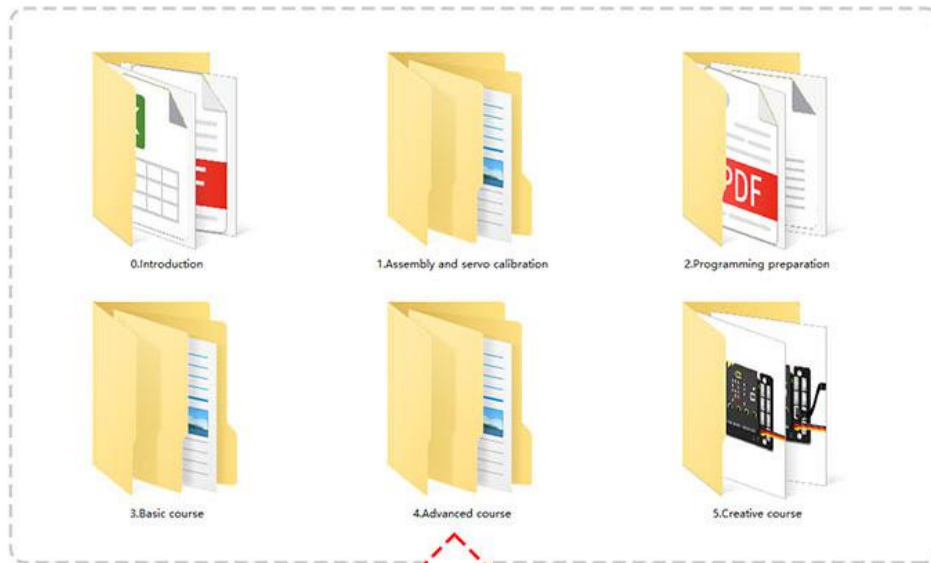 0.Introduction
1.Assembly and servo calibration
2.Programming preparation
PDF
3.Basic course
4.Advanced course
5.Creative course